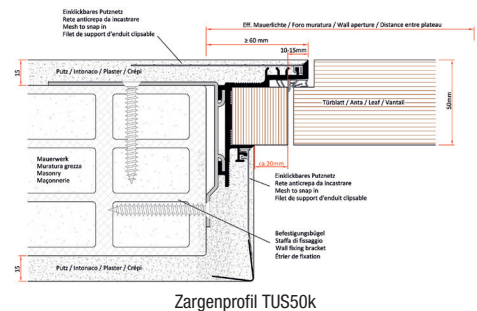 Einklickbares Putznetz
Rete anticrepa da incastrare
Mesh to snap in
Filet de support d'enduit clipsable
Eff. Mauerlichte / Foro muratura / Wall aperture / Distance entre plateau
≥ 60 mm
10-15mm
15
Putz / Intonaco / Plaster / Crépi
Türblatt / Anta / Leaf / Vantail
50mm
Mauerwerk
Muratura grezza
Masonry
Maçonnerie
ca 20mm
Einklickbares Putznetz
Rete anticrepa da incastrare
Mesh to snap in
Filet de support d'enduit clipsable
Befestigungsbügel
Staffa di fissaggio
Wall fixing bracket
Étrier de fixation
15
Putz / Intonaco / Plaster / Crépi
Zargenprofil TUS50k